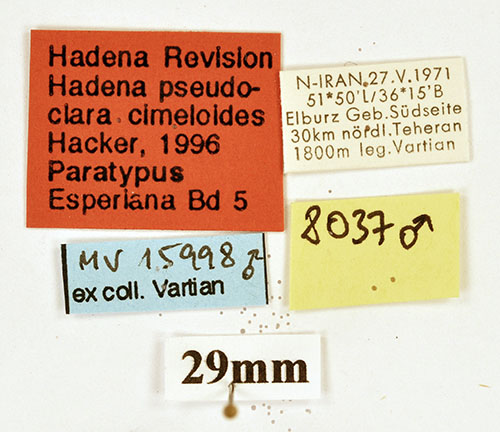 Hadena Revision
Hadena pseudo-
clara cimeloides
Hacker, 1996
Paratypus
Esperiana Bd 5
N-IRAN 27.V.1971
51°50'L/36°15'B
Elburz Geb.Südseite
30km nördl.Teheran
1800m leg.Vartian
MV 15998♂
ex coll. Vartian
8037♂
29mm